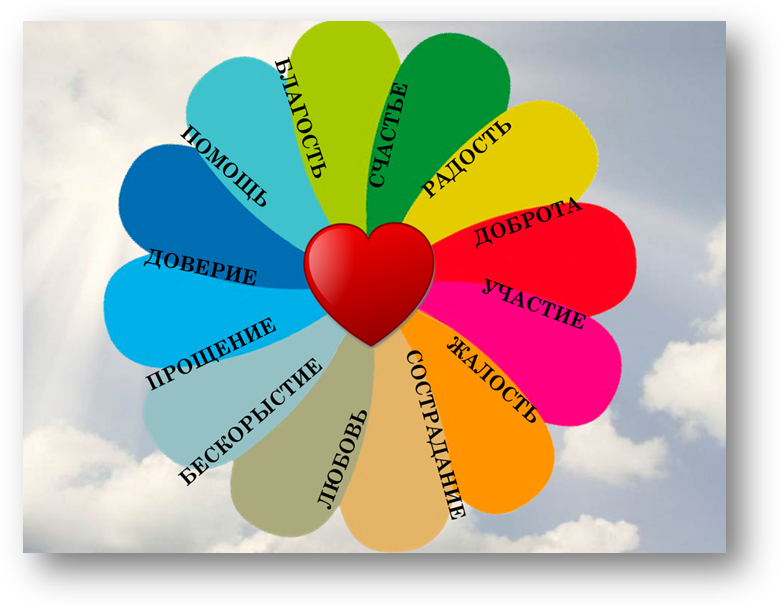 БЛАГОСТЬ
СЧАСТЬЕ
РАДОСТЬ
ДОБРОТА
УЧАСТИЕ
ЖАЛОСТЬ
СОСТРАДАНИЕ
ЛЮБОВЬ
БЕСКОРЫСТИЕ
ПРОЩЕНИЕ
ДОВЕРИЕ
ПОМОЩЬ